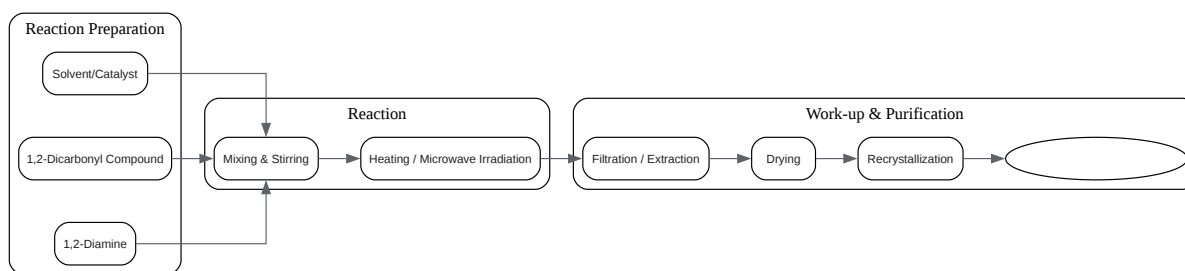 Reaction Preparation
Solvent/Catalyst
1,2-Dicarbonyl Compound
1,2-Diamine
Reaction
Mixing & Stirring
Heating / Microwave Irradiation
Work-up & Purification
Filtration / Extraction
Drying
Recrystallization